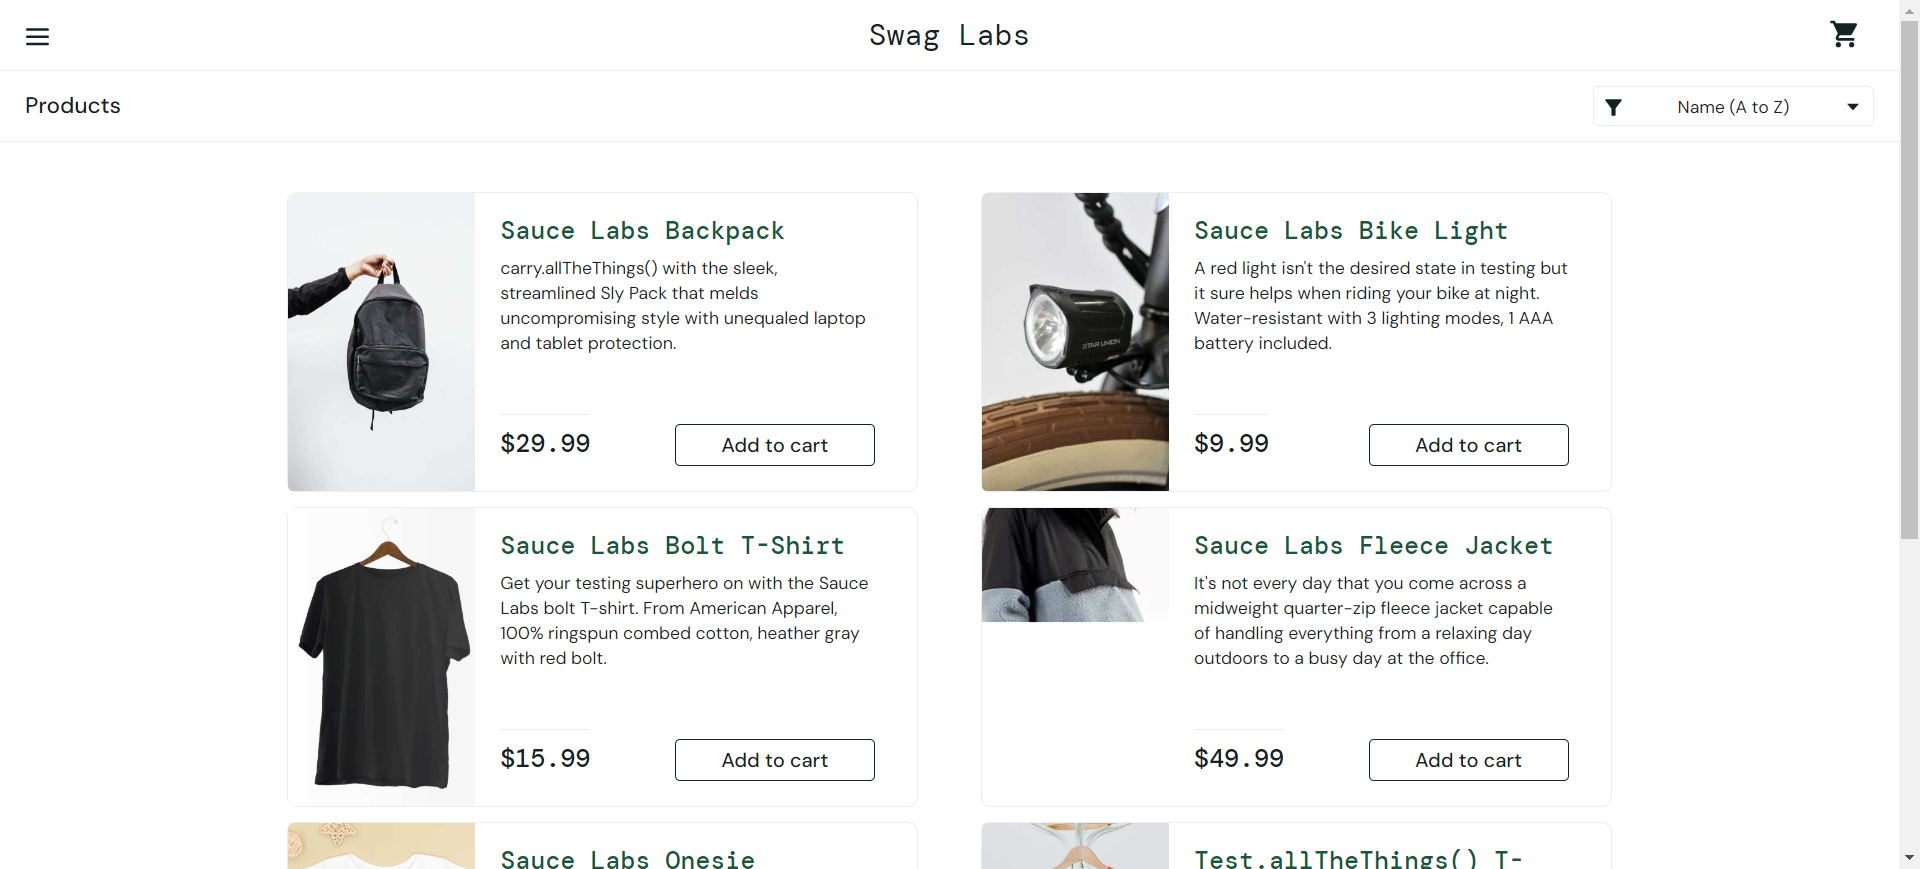 Swag Labs
Products
Name (A to Z)
Sauce Labs Backpack
carry.allTheThings() with the sleek,
streamlined Sly Pack that melds
uncompromising style with unequaled laptop
and tablet protection.
$29.99
Add to cart
Sauce Labs Bike Light
A red light isn't the desired state in testing but
it sure helps when riding your bike at night.
Water-resistant with 3 lighting modes, 1 AAA
battery included.
STAR UNION
$9.99
Add to cart
Sauce Labs Bolt T-Shirt
Get your testing superhero on with the Sauce
Labs bolt T-shirt. From American Apparel,
100% ringspun combed cotton, heather gray
with red bolt.
$15.99
Add to cart
Sauce Labs Fleece Jacket
It's not every day that you come across a
midweight quarter-zip fleece jacket capable
of handling everything from a relaxing day
outdoors to a busy day at the office.
$49.99
Add to cart
Sauce Labs Onesie
Test.allTheThings() T-